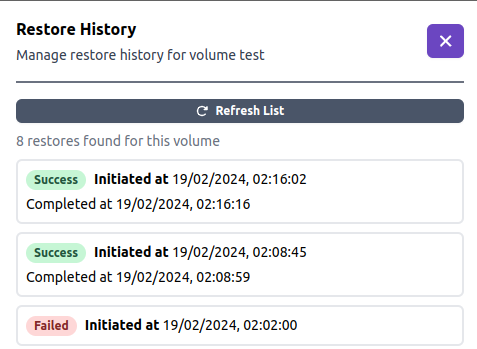 Restore History
Manage restore history for volume test
Refresh List
8 restores found for this volume
Success Initiated at 19/02/2024, 02:16:02
Completed at 19/02/2024, 02:16:16
Success Initiated at 19/02/2024, 02:08:45
Completed at 19/02/2024, 02:08:59
Failed Initiated at 19/02/2024, 02:02:00